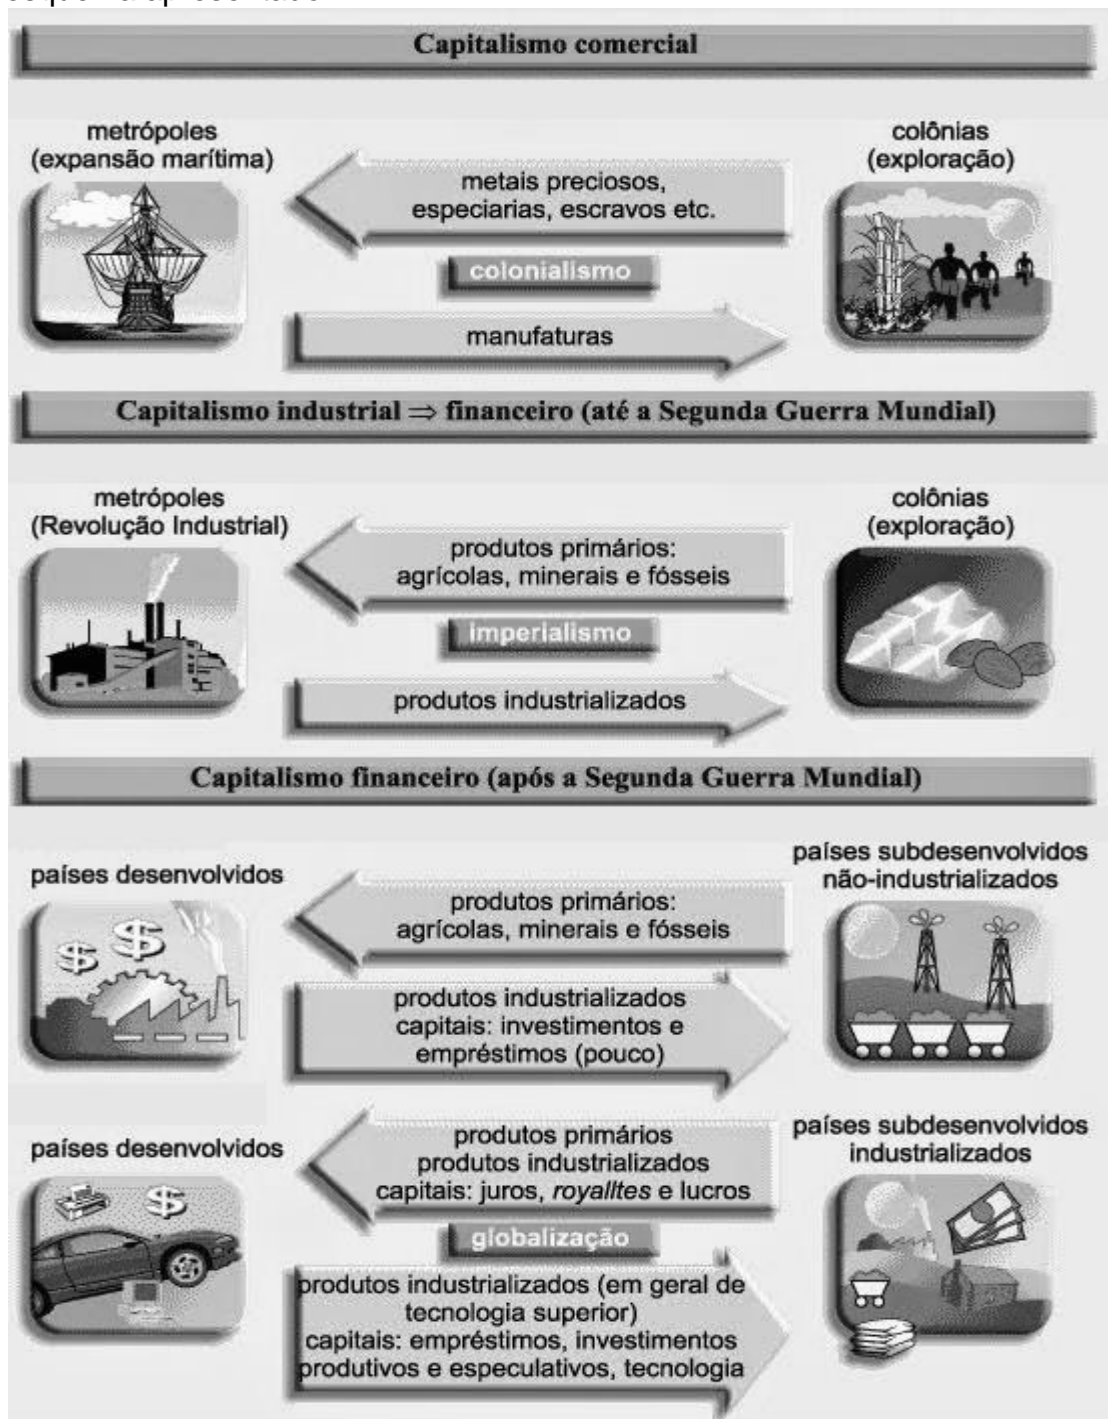 Capitalismo comercial
metrópoles
(expansão marítima)
colônias
(exploração)
metais preciosos,
especiarias, escravos etc.
colonialismo
manufaturas
Capitalismo industrial ⇒ financeiro (até a Segunda Guerra Mundial)
metrópoles
(Revolução Industrial)
colônias
(exploração)
produtos primários:
agrícolas, minerais e fósseis
imperialismo
produtos industrializados
Capitalismo financeiro (após a Segunda Guerra Mundial)
países desenvolvidos
países subdesenvolvidos
não-industrializados
produtos primários:
agrícolas, minerais e fósseis
produtos industrializados
capitais: investimentos e
empréstimos (pouco)
países desenvolvidos
países subdesenvolvidos
industrializados
produtos primários
produtos industrializados
capitais: juros, royalltes e lucros
globalização
produtos industrializados (em geral de
tecnologia superior)
capitais: empréstimos, investimentos
produtivos e especulativos, tecnologia